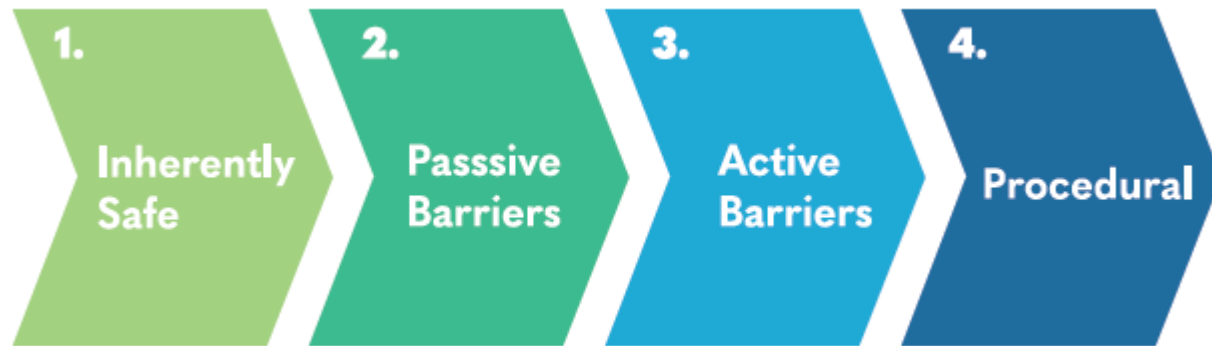 1.
Inherently
Safe
2.
Passsive
Barriers
3.
Active
Barriers
4.
Procedural